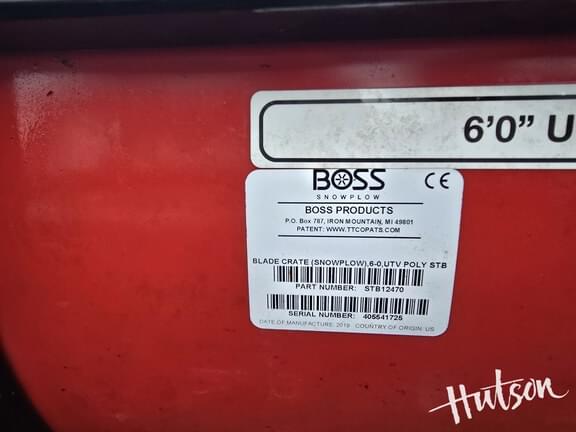 6'0" U
BOSS CE
SNOWPLOW
BOSS PRODUCTS
P.O. Box 787, IRON MOUNTAIN, MI 49801
PATENT: WWW.TTCOPATS.COM
BLADE CRATE (SNOWPLOW),6-0,UTV POLY STB
PART NUMBER: STB12470
SERIAL NUMBER: 405541725
DATE OF MANUFACTURE: 2019 COUNTRY OF ORIGIN: US
Hutson